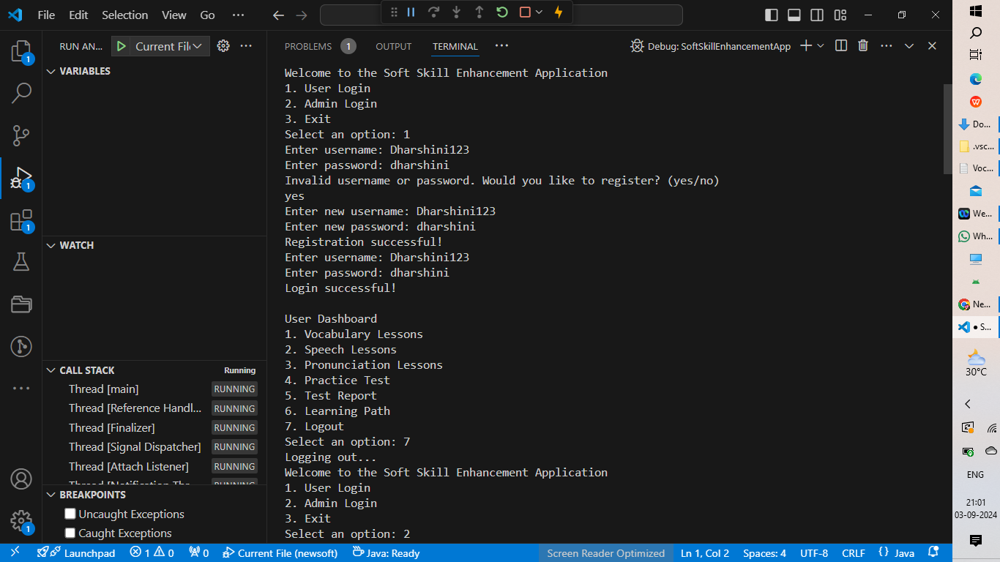 File Edit Selection View Go ···
RUN AN... Current Fil ···
PROBLEMS 1 OUTPUT TERMINAL ··· Debug: SoftSkillEnhancementApp
VARIABLES
WATCH
CALL STACK Running
Thread [main] RUNNING
Thread [Reference Handl... RUNNING
Thread [Finalizer] RUNNING
Thread [Signal Dispatcher] RUNNING
Thread [Attach Listener] RUNNING
BREAKPOINTS
Uncaught Exceptions
Caught Exceptions
1
1
1
1
Welcome to the Soft Skill Enhancement Application
1. User Login
2. Admin Login
3. Exit
Select an option: 1
Enter username: Dharshini123
Enter password: dharshini
Invalid username or password. Would you like to register? (yes/no)
yes
Enter new username: Dharshini123
Enter new password: dharshini
Registration successful!
Enter username: Dharshini123
Enter password: dharshini
Login successful!
User Dashboard
1. Vocabulary Lessons
2. Speech Lessons
3. Pronunciation Lessons
4. Practice Test
5. Test Report
6. Learning Path
7. Logout
Select an option: 7
Logging out...
Welcome to the Soft Skill Enhancement Application
1. User Login
2. Admin Login
3. Exit
Select an option: 2
Launchpad 1 0 0 Current File (newsoft) Java: Ready Screen Reader Optimized Ln 1, Col 2 Spaces: 4 UTF-8 CRLF Java
Do...
.vsc...
Voc...
We...
Wh...
Ne...
S...
30°C
ENG
21:01
03-09-2024